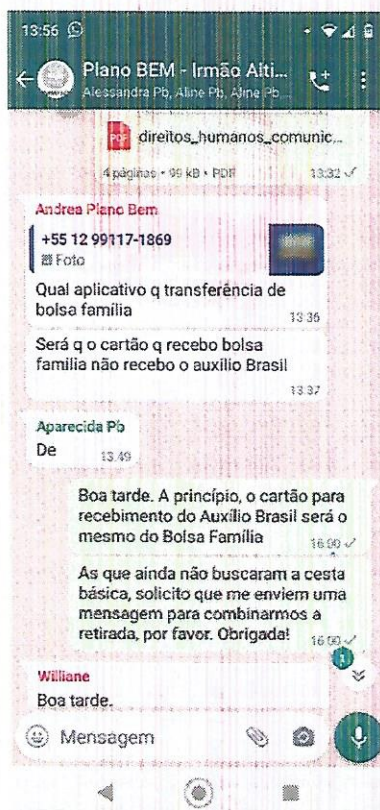 13:56
Plano BEM - Irmão Alti...
Alessandra Pb, Aline Pb, Aline Pb...
PDF
direitos_humanos_comunic...
4 páginas • 99 kB • PDF 13:32
Andrea Plano Bem
+55 12 99117-1869
Foto
Qual aplicativo q transferência de
bolsa família
13:36
Será q o cartão q recebo bolsa
família não recebo o auxilio Brasil
13:37
Aparecida Pb
De 13:49
Boa tarde. A princípio, o cartão para
recebimento do Auxílio Brasil será o
mesmo do Bolsa Família
16:00
As que ainda não buscaram a cesta
básica, solicito que me enviem uma
mensagem para combinarmos a
retirada, por favor. Obrigada! 16:00
1
Williane
Boa tarde.
Mensagem